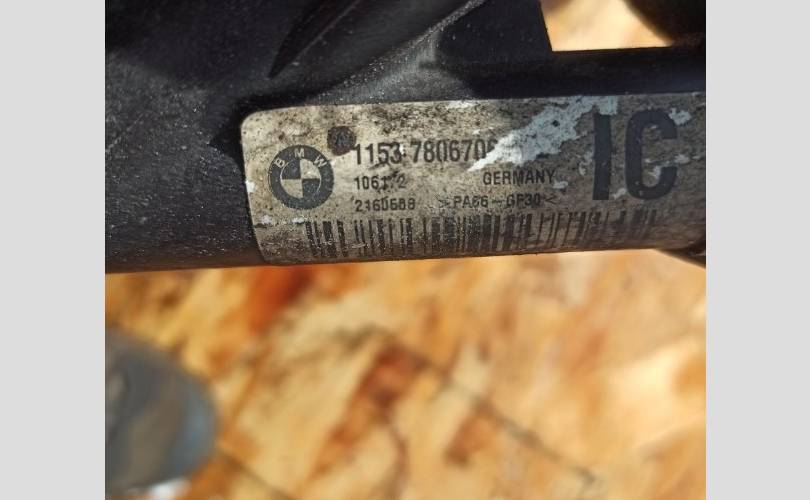 BMW
1153 780670
IC
GERMANY
2160688 >PA66-GF30<